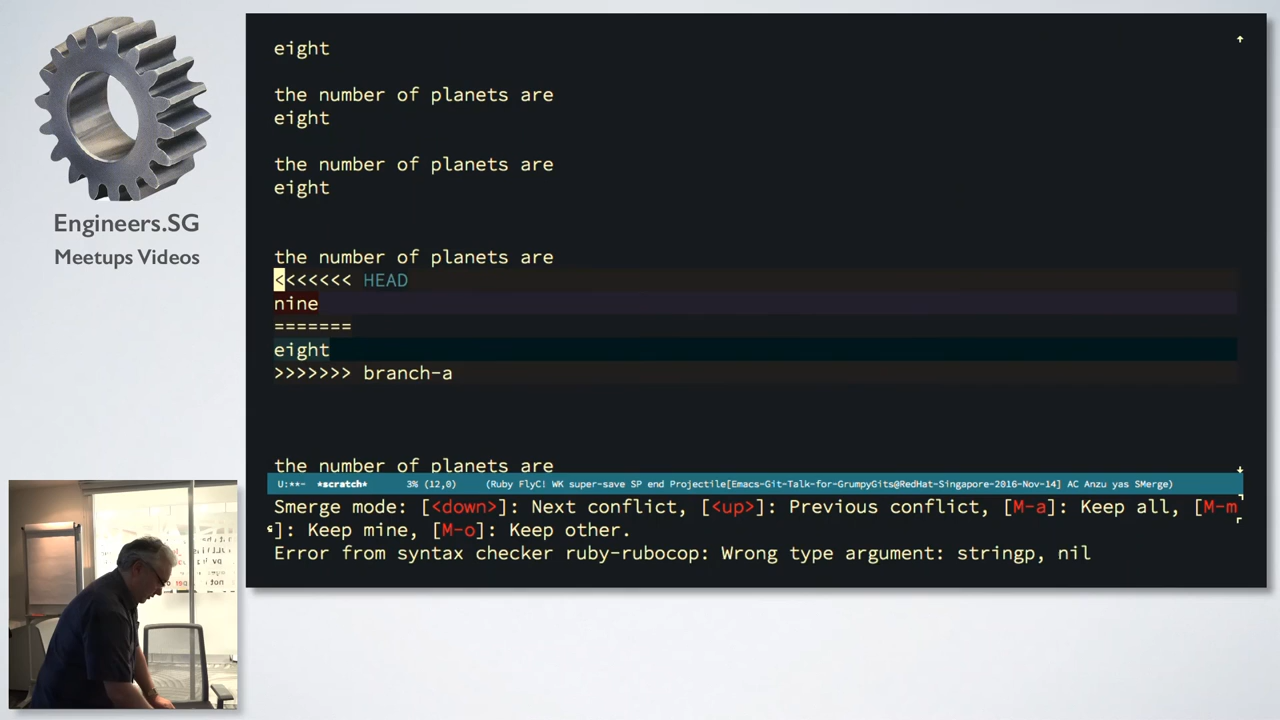 Engineers.SG
Meetups Videos
eight
the number of planets are
eight
the number of planets are
eight
the number of planets are
<<<<<<< HEAD
nine
=======
eight
>>>>>>> branch-a
the number of planets are
U:**- *scratch* 3% (12,0) (Ruby FlyC! WK super-save SP end Projectile[Emacs-Git-Talk-for-GrumpyGits@RedHat-Singapore-2016-Nov-14] AC Anzu yas SMerge)
Smerge mode: [<down>]: Next conflict, [<up>]: Previous conflict, [M-a]: Keep all, [M-m
]: Keep mine, [M-o]: Keep other.
Error from syntax checker ruby-rubocop: Wrong type argument: stringp, nil